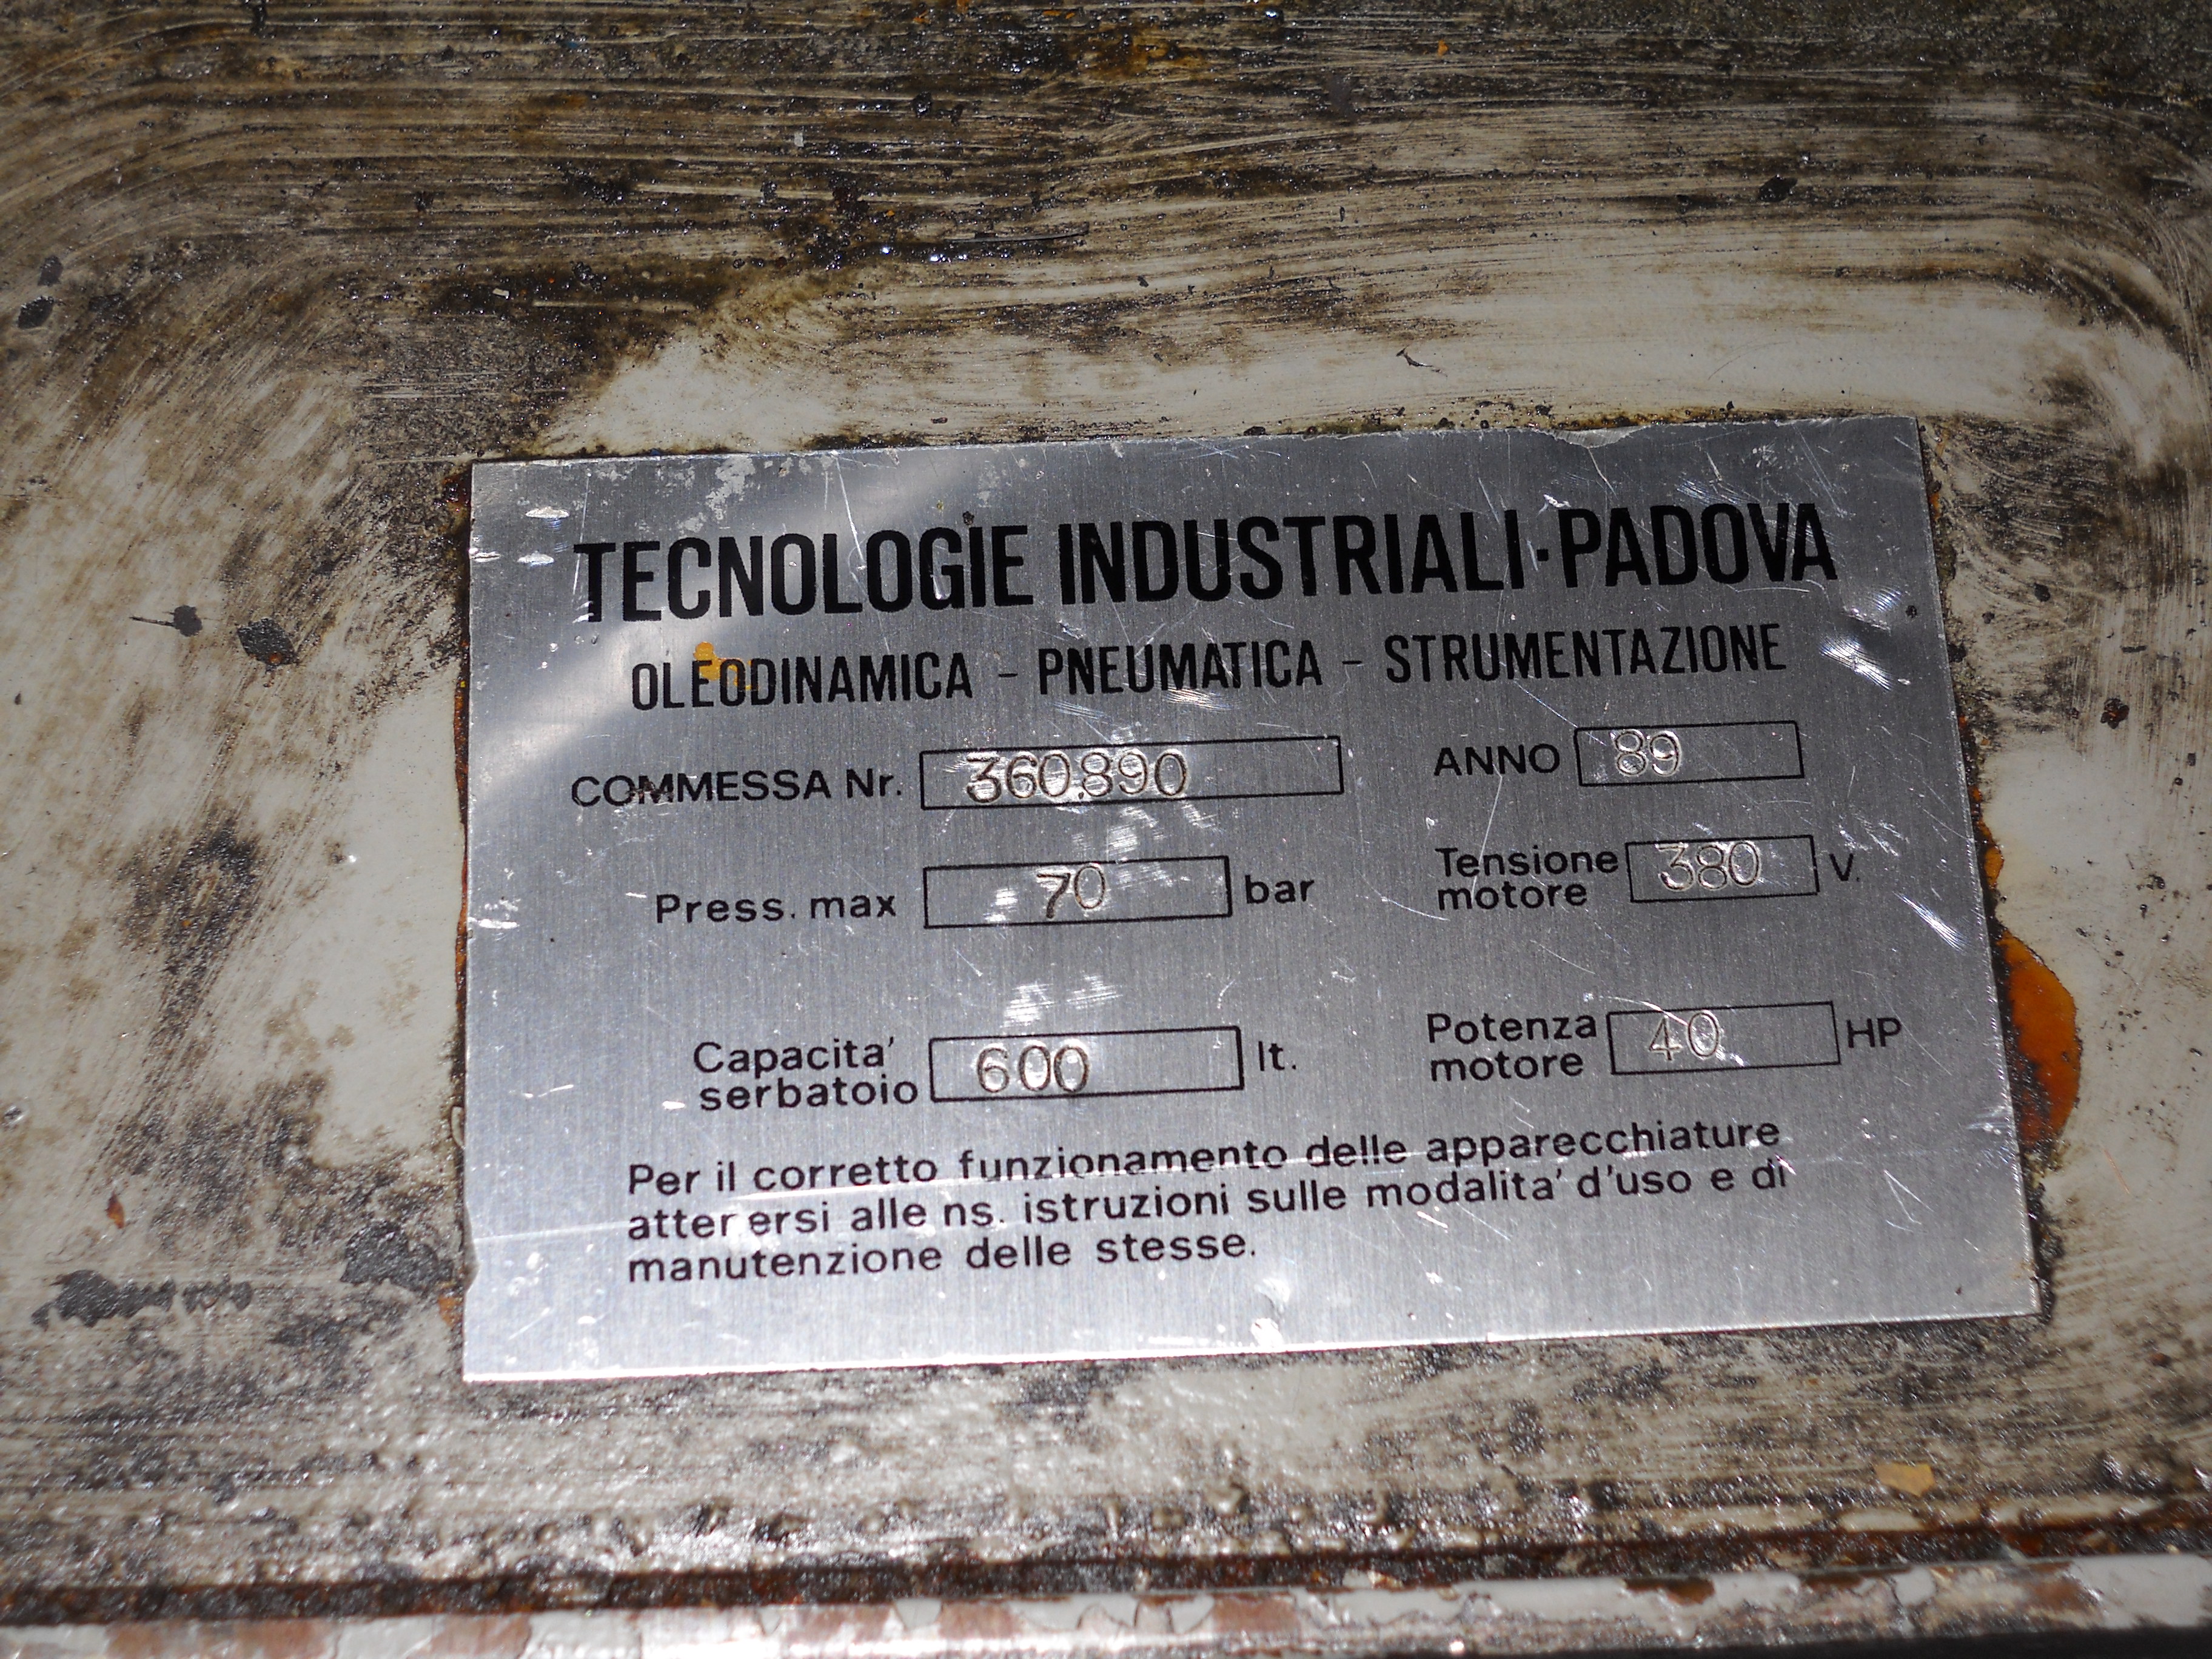 TECNOLOGIE INDUSTRIALI·PADOVA
OLEODINAMICA - PNEUMATICA - STRUMENTAZIONE
COMMESSA Nr. 360.890 ANNO 89
Press. max 70 bar Tensione motore 380 V.
Capacita' serbatoio 600 lt. Potenza motore 40 HP
Per il corretto funzionamento delle apparecchiature
atter ersi alle ns. istruzioni sulle modalita' d'uso e di
manutenzione delle stesse.